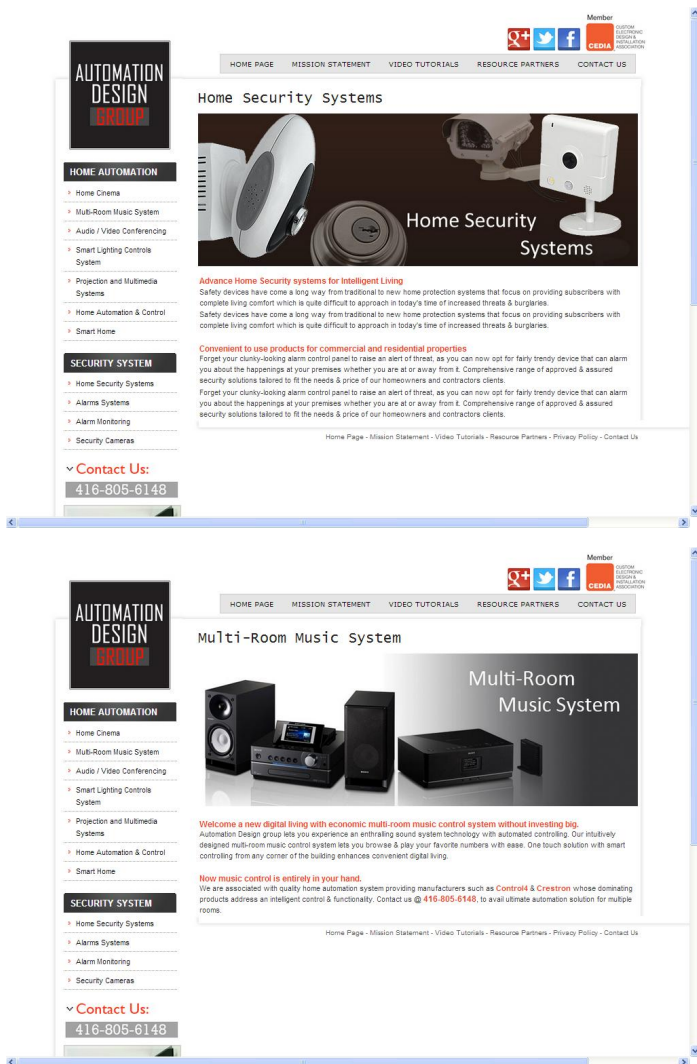 Member
g+ f
CEDIA
CUSTOM
ELECTRONIC
DESIGN &
INSTALLATION
ASSOCIATION
AUTOMATION
DESIGN
GROUP
HOME PAGE MISSION STATEMENT VIDEO TUTORIALS RESOURCE PARTNERS CONTACT US
HOME AUTOMATION
Home Cinema
Multi-Room Music System
Audio / Video Conferencing
Smart Lighting Controls
System
Projection and Multimedia
Systems
Home Automation & Control
Smart Home
SECURITY SYSTEM
Home Security Systems
Alarms Systems
Alarm Monitoring
Security Cameras
Contact Us:
416-805-6148
Home Security Systems
Home Security
Systems
Advance Home Security systems for Intelligent Living
Safety devices have come a long way from traditional to new home protection systems that focus on providing subscribers with
complete living comfort which is quite difficult to approach in today's time of increased threats & burglaries.
Safety devices have come a long way from traditional to new home protection systems that focus on providing subscribers with
complete living comfort which is quite difficult to approach in today's time of increased threats & burglaries.
Convenient to use products for commercial and residential properties
Forget your clunky-looking alarm control panel to raise an alert of threat, as you can now opt for fairly trendy device that can alarm
you about the happenings at your premises whether you are at or away from it. Comprehensive range of approved & assured
security solutions tailored to fit the needs & price of our homeowners and contractors clients.
Forget your clunky-looking alarm control panel to raise an alert of threat, as you can now opt for fairly trendy device that can alarm
you about the happenings at your premises whether you are at or away from it. Comprehensive range of approved & assured
security solutions tailored to fit the needs & price of our homeowners and contractors clients.
Home Page - Mission Statement - Video Tutorials - Resource Partners - Privacy Policy - Contact Us
Member
g+ f
CEDIA
CUSTOM
ELECTRONIC
DESIGN &
INSTALLATION
ASSOCIATION
AUTOMATION
DESIGN
GROUP
HOME PAGE MISSION STATEMENT VIDEO TUTORIALS RESOURCE PARTNERS CONTACT US
HOME AUTOMATION
Home Cinema
Multi-Room Music System
Audio / Video Conferencing
Smart Lighting Controls
System
Projection and Multimedia
Systems
Home Automation & Control
Smart Home
SECURITY SYSTEM
Home Security Systems
Alarms Systems
Alarm Monitoring
Security Cameras
Contact Us:
416-805-6148
Multi-Room Music System
Multi-Room
Music System
Welcome a new digital living with economic multi-room music control system without investing big.
Automation Design group lets you experience an enthralling sound system technology with automated controlling. Our intuitively
designed multi-room music control system lets you browse & play your favorite numbers with ease. One touch solution with smart
controlling from any corner of the building enhances convenient digital living.
Now music control is entirely in your hand.
We are associated with quality home automation system providing manufacturers such as Control4 & Crestron whose dominating
products address an intelligent control & functionality. Contact us @ 416-805-6148, to avail ultimate automation solution for multiple
rooms.
Home Page - Mission Statement - Video Tutorials - Resource Partners - Privacy Policy - Contact Us